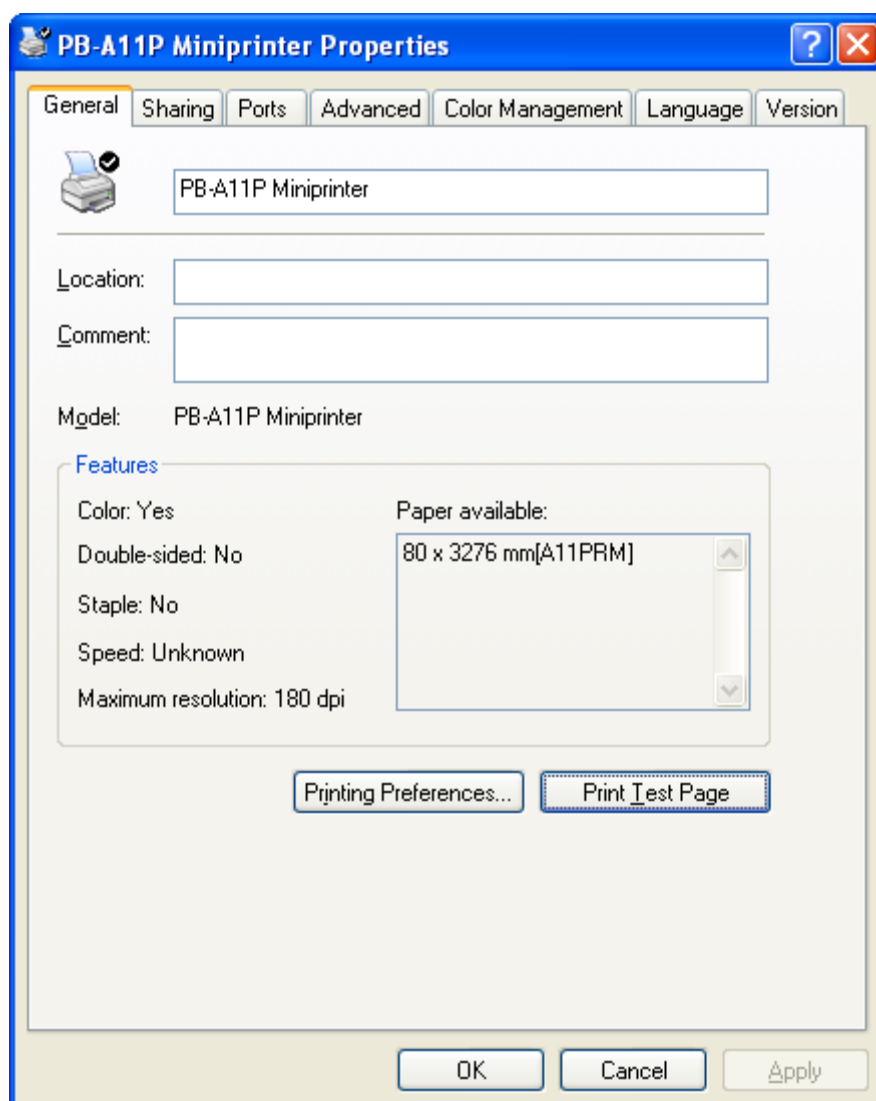 PB-A11P Miniprinter Properties
General Sharing Ports Advanced Color Management Language Version
PB-A11P Miniprinter
Location:
Comment:
Model: PB-A11P Miniprinter
Features
Color: Yes
Paper available:
Double-sided: No
80 x 3276 mm[A11PRM]
Staple: No
Speed: Unknown
Maximum resolution: 180 dpi
Printing Preferences... Print Test Page
OK Cancel Apply